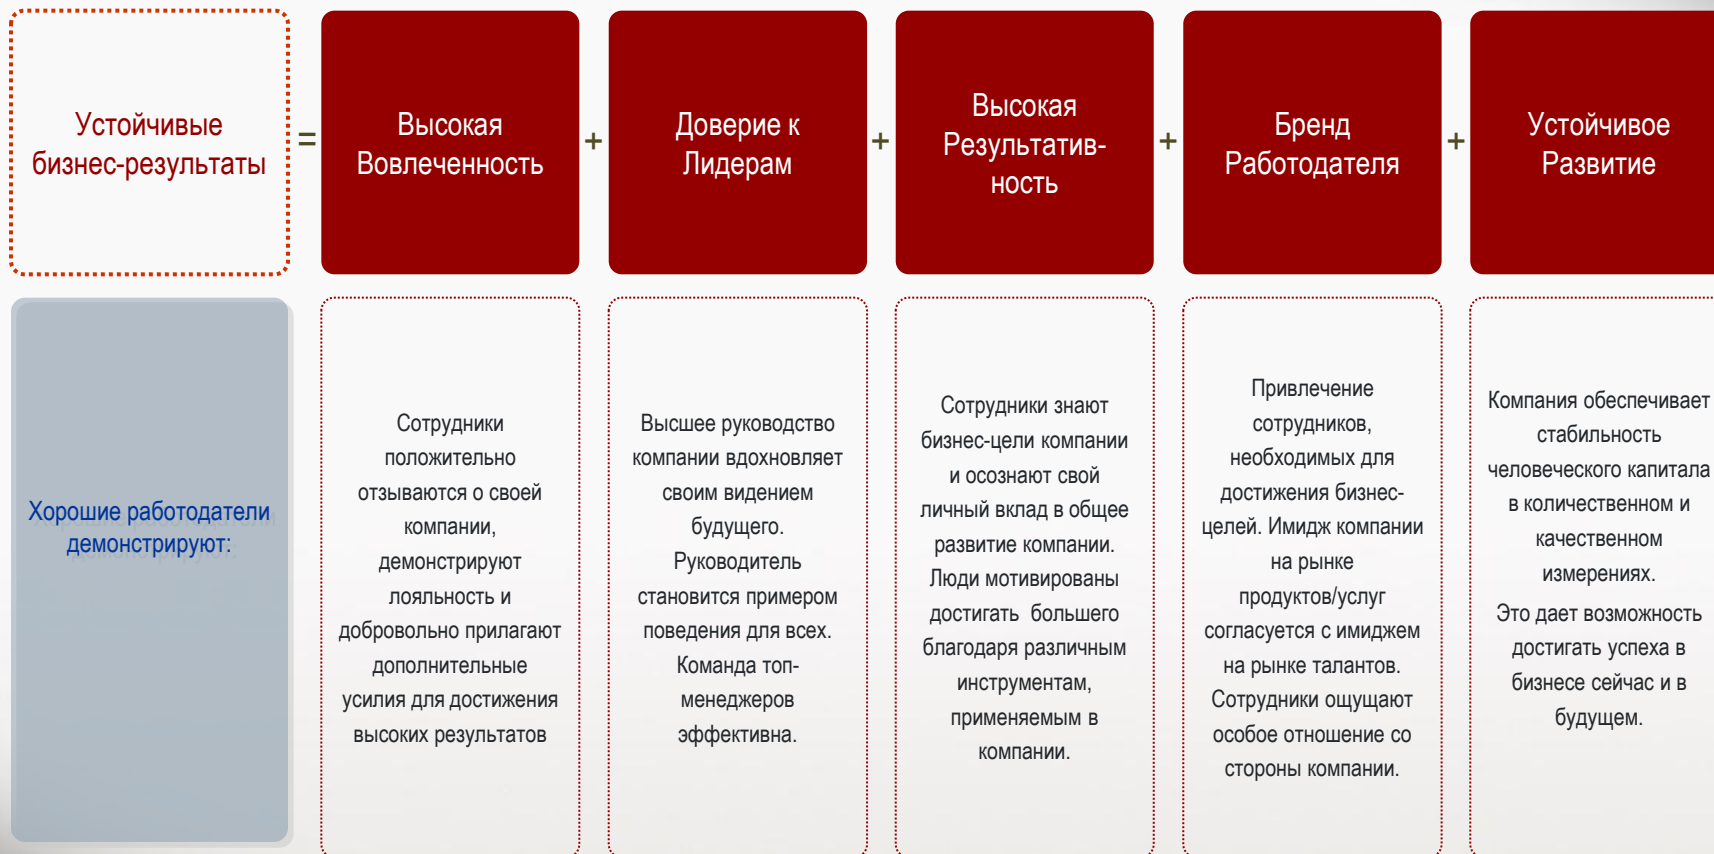 Устойчивые
бизнес-результаты
=
Высокая
Вовлеченность
+
Доверие к
Лидерам
+
Высокая
Результатив-
ность
+
Бренд
Работодателя
+
Устойчивое
Развитие
Хорошие работодатели
демонстрируют:
Сотрудники
положительно
отзываются о своей
компании,
демонстрируют
лояльность и
добровольно прилагают
дополнительные
усилия для достижения
высоких результатов
Высшее руководство
компании вдохновляет
своим видением
будущего.
Руководитель
становится примером
поведения для всех.
Команда топ-
менеджеров
эффективна.
Сотрудники знают
бизнес-цели компании
и осознают свой
личный вклад в общее
развитие компании.
Люди мотивированы
достигать большего
благодаря различным
инструментам,
применяемым в
компании.
Привлечение
сотрудников,
необходимых для
достижения бизнес-
целей. Имидж компании
на рынке
продуктов/услуг
согласуется с имиджем
на рынке талантов.
Сотрудники ощущают
особое отношение со
стороны компании.
Компания обеспечивает
стабильность
человеческого капитала
в количественном и
качественном
измерениях.
Это дает возможность
достигать успеха в
бизнесе сейчас и в
будущем.